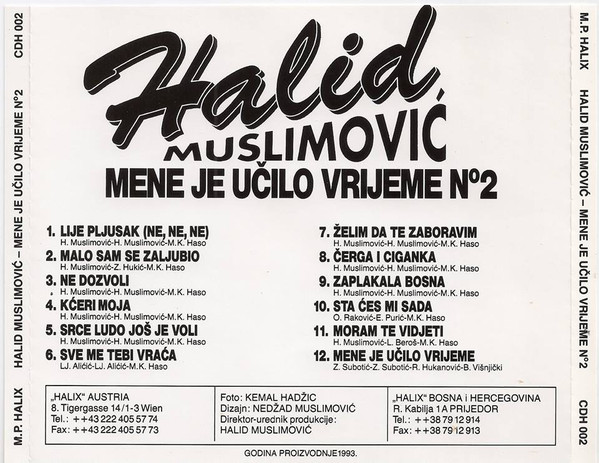 M.P. HALIX HALID MUSLIMOVIĆ – MENE JE UČILO VRIJEME Nº2 CDH 002
Halid
MUSLIMOVIĆ
MENE JE UČILO VRIJEME Nº2
1. LIJE PLJUSAK (NE, NE, NE)
H. Muslimović-H. Muslimović-M.K. Haso
2. MALO SAM SE ZALJUBIO
H. Muslimović-Z. Hukić-M.K. Haso
3. NE DOZVOLI
H. Muslimović-H. Muslimović-M.K. Haso
4. KĆERI MOJA
H. Muslimović-H. Muslimović-M.K. Haso
5. SRCE LUDO JOŠ JE VOLI
H. Muslimović-H. Muslimović-M.K. Haso
6. SVE ME TEBI VRAĆA
LJ. Aličić-LJ. Aličić-M.K. Haso
7. ŽELIM DA TE ZABORAVIM
H. Muslimović-H. Muslimović-M.K. Haso
8. ČERGA I CIGANKA
H. Muslimović-H. Muslimović-M.K. Haso
9. ZAPLAKALA BOSNA
H. Muslimović-H. Muslimović-M.K. Haso
10. STA ĆES MI SADA
O. Raković-E. Purić-M.K. Haso
11. MORAM TE VIDJETI
H. Muslimović-L. Beroš-M.K. Haso
12. MENE JE UČILO VRIJEME
Z. Subotić-Z. Subotić-R. Hukanović-B. Višnjički
„HALIX“ AUSTRIA
8. Tigergasse 14/1-3 Wien
Tel.: ++43 222 405 57 74
Fax: ++43 222 405 57 73
Foto: KEMAL HADŽIC
Dizajn: NEDŽAD MUSLIMOVIĆ
Direktor-urednik produkcije:
HALID MUSLIMOVIĆ
„HALIX“ BOSNA i HERCEGOVINA
R. Kabilja 1A PRIJEDOR
Tel.: ++38 79 12 914
Fax: ++38 79 12 913
GODINA PROIZVODNJE 1993.
M.P. HALIX HALID MUSLIMOVIĆ – MENE JE UČILO VRIJEME Nº2 CDH 002